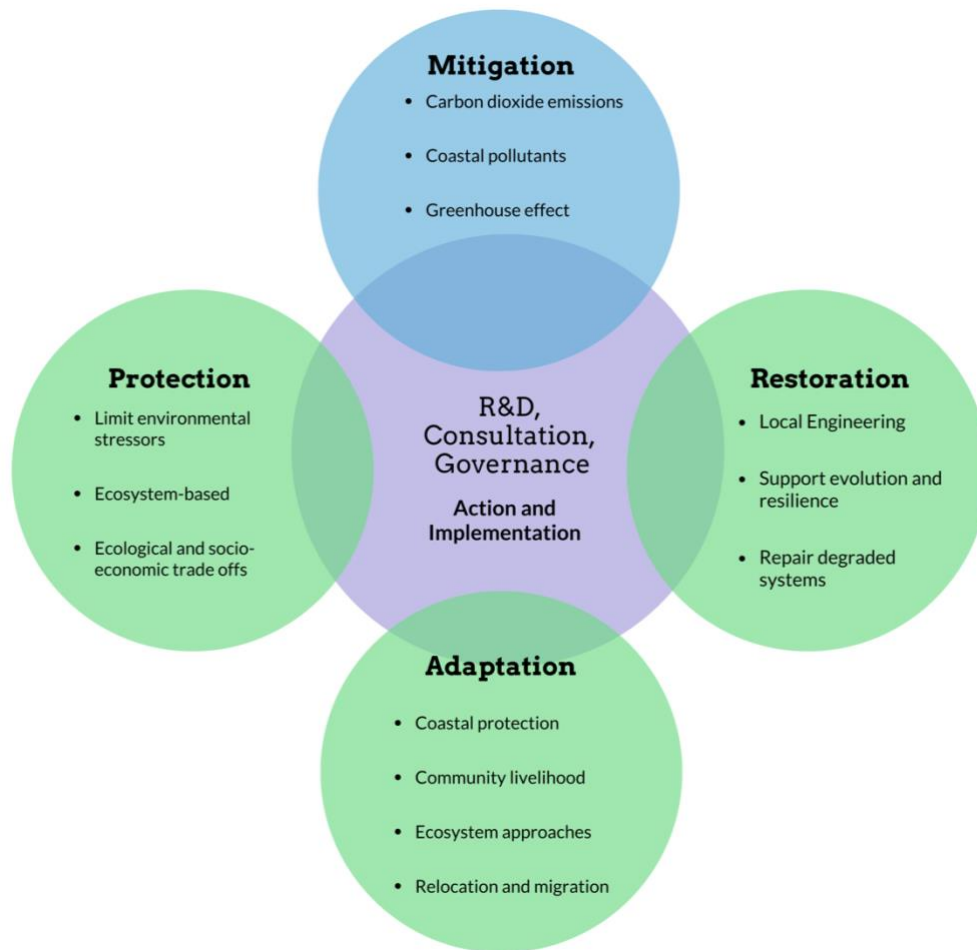 Mitigation
• Carbon dioxide emissions
• Coastal pollutants
• Greenhouse effect
Protection
• Limit environmental
stressors
• Ecosystem-based
• Ecological and socio-
economic trade offs
R&D,
Consultation,
Governance
Action and
Implementation
Restoration
• Local Engineering
• Support evolution and
resilience
• Repair degraded
systems
Adaptation
• Coastal protection
• Community livelihood
• Ecosystem approaches
• Relocation and migration